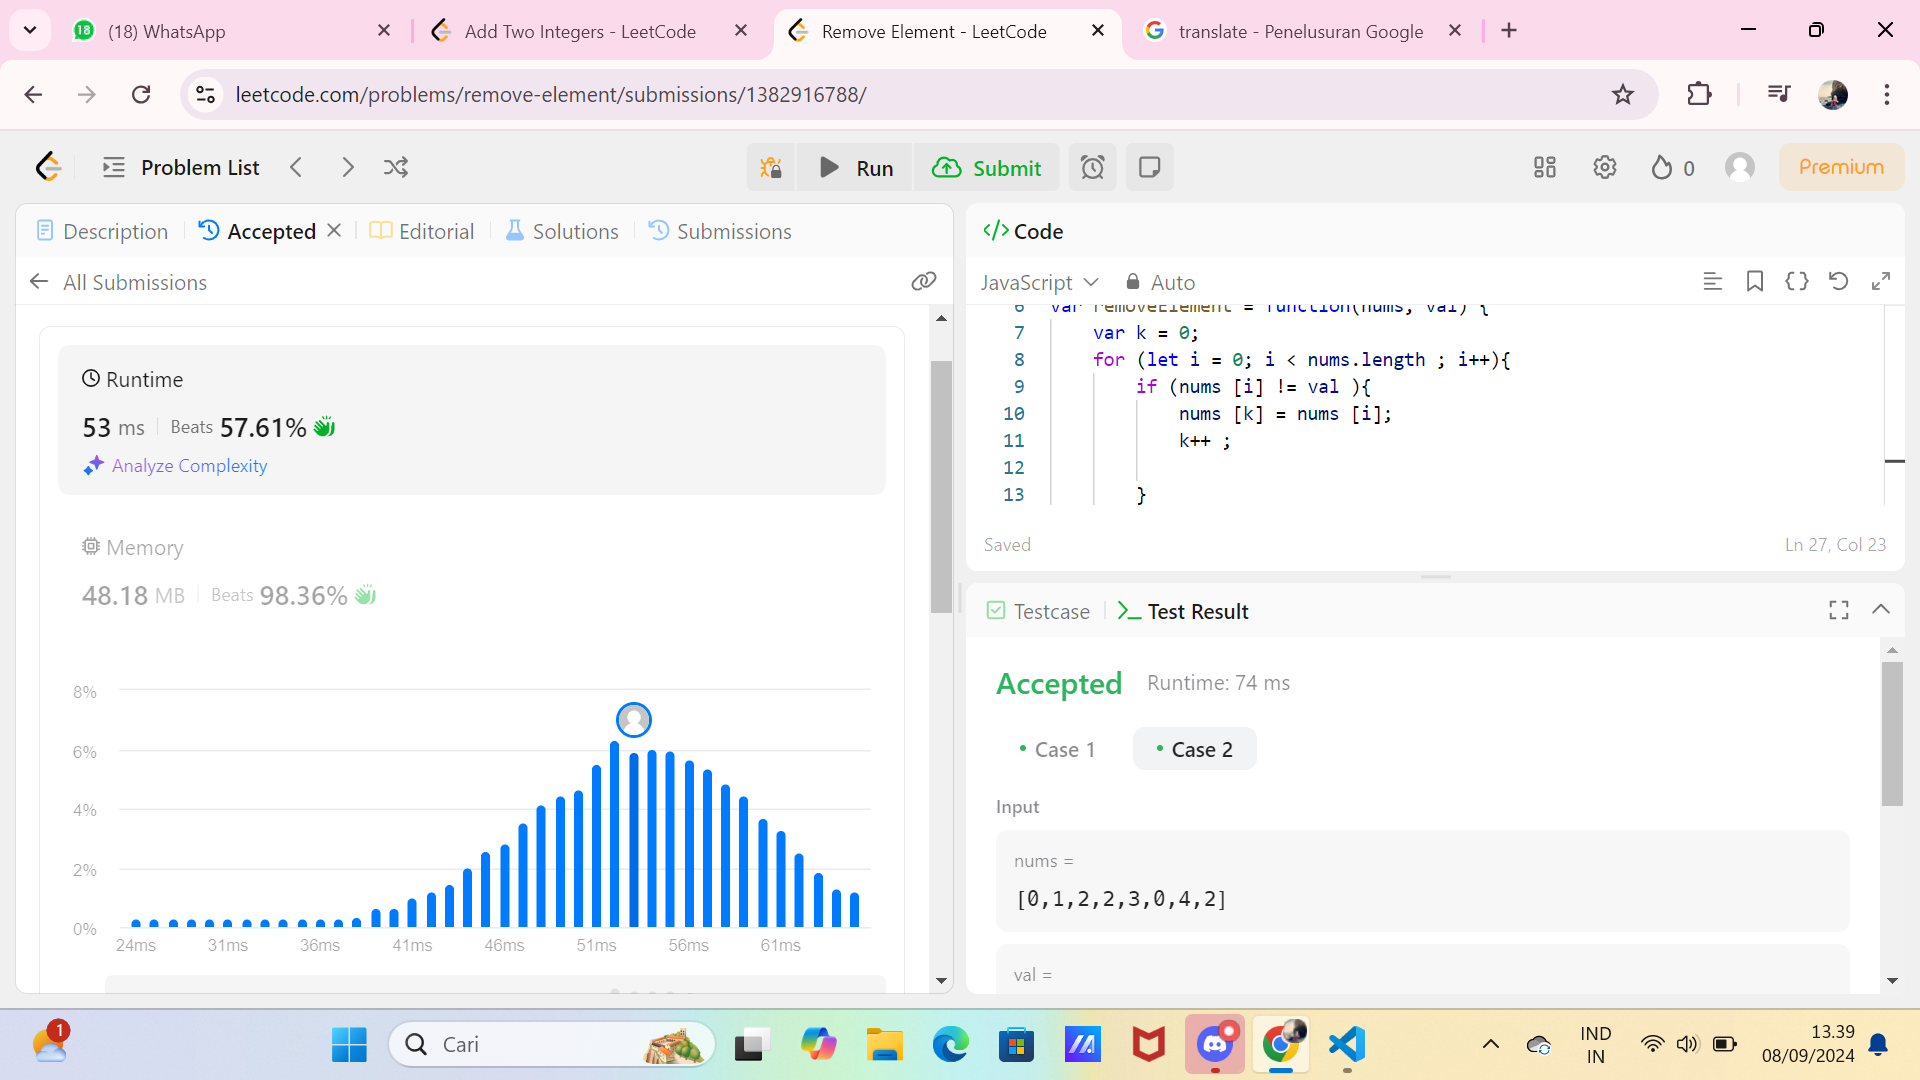 18
(18) WhatsApp
Add Two Integers - LeetCode
Remove Element - LeetCode
translate - Penelusuran Google
leetcode.com/problems/remove-element/submissions/1382916788/
Problem List
Run
Submit
0
Premium
Description
Accepted
Editorial
Solutions
Submissions
All Submissions
Runtime
53 ms
Beats 57.61%
Analyze Complexity
Memory
48.18 MB
Beats 98.36%
8%
6%
4%
2%
0%
24ms 31ms 36ms 41ms 46ms 51ms 56ms 61ms
</> Code
JavaScript
Auto
6 var removeElement = function(nums, val) {
7 var k = 0;
8 for (let i = 0; i < nums.length ; i++){
9 if (nums [i] != val ){
10 nums [k] = nums [i];
11 k++ ;
12
13 }
Saved
Ln 27, Col 23
Testcase
Test Result
Accepted
Runtime: 74 ms
Case 1
Case 2
Input
nums =
[0,1,2,2,3,0,4,2]
val =
1
Cari
IND
IN
13.39
08/09/2024